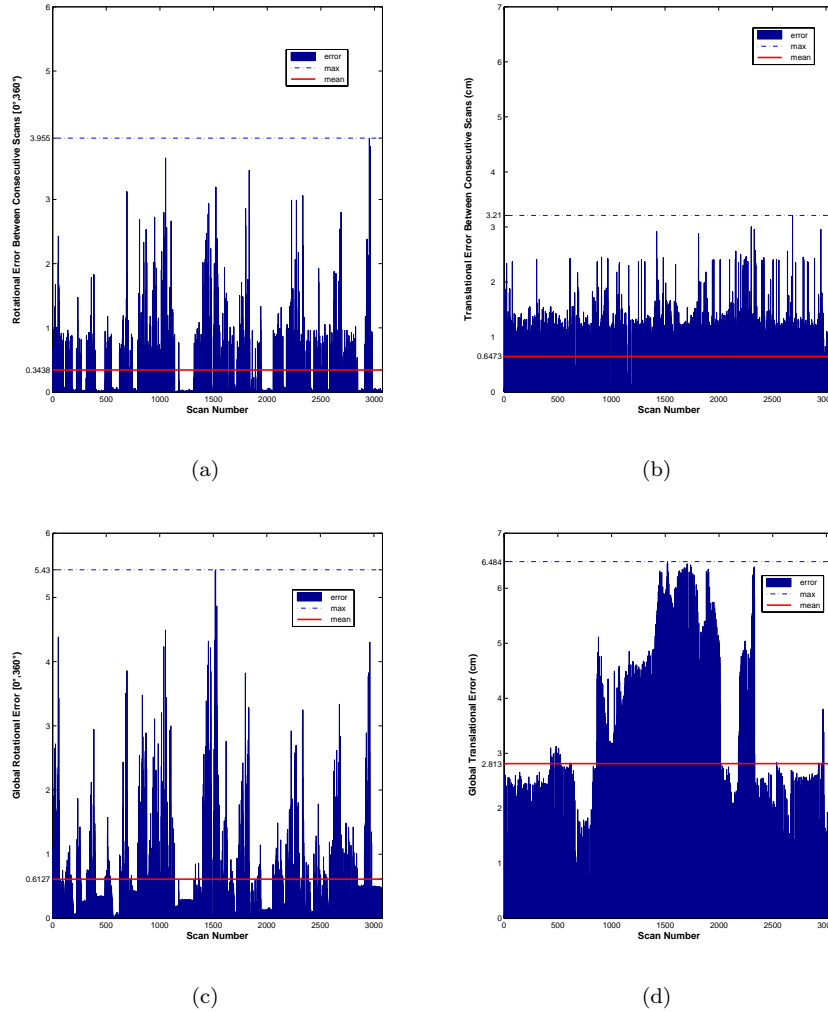 6
5
3.955
3
2
1
0.3438
0
0 500 1000 1500 2000 2500 3000
Rotational Error Between Consecutive Scans [0°,360°]
Scan Number
error
max
mean
(a)
7
6
5
4
3.21
3
2
1
0.6473
0
0 500 1000 1500 2000 2500 3000
Translational Error Between Consecutive Scans (cm)
Scan Number
error
max
mean
(b)
6
5.43
5
4
3
2
1
0.6127
0
0 500 1000 1500 2000 2500 3000
Global Rotational Error [0°,360°]
Scan Number
error
max
mean
(c)
7
6.484
6
5
4
3
2.813
2
1
0
0 500 1000 1500 2000 2500 3000
Global Translational Error (cm)
Scan Number
error
max
mean
(d)